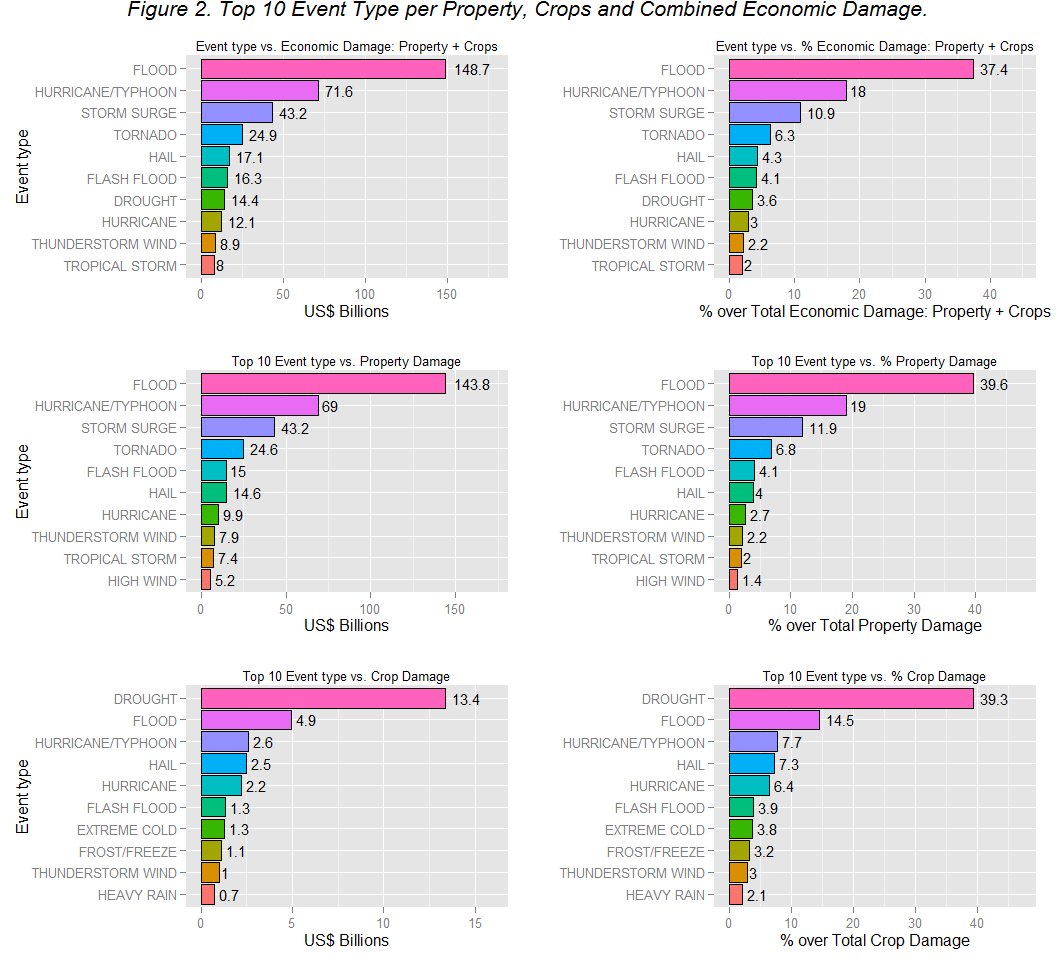 Figure 2. Top 10 Event Type per Property, Crops and Combined Economic Damage.
Event type vs. Economic Damage: Property + Crops
Event type
FLOOD 148.7
HURRICANE/TYPHOON 71.6
STORM SURGE 43.2
TORNADO 24.9
HAIL 17.1
FLASH FLOOD 16.3
DROUGHT 14.4
HURRICANE 12.1
THUNDERSTORM WIND 8.9
TROPICAL STORM 8
0 50 100 150
US$ Billions
Event type vs. % Economic Damage: Property + Crops
FLOOD 37.4
HURRICANE/TYPHOON 18
STORM SURGE 10.9
TORNADO 6.3
HAIL 4.3
FLASH FLOOD 4.1
DROUGHT 3.6
HURRICANE 3
THUNDERSTORM WIND 2.2
TROPICAL STORM 2
0 10 20 30 40
% over Total Economic Damage: Property + Crops
Top 10 Event type vs. Property Damage
Event type
FLOOD 143.8
HURRICANE/TYPHOON 69
STORM SURGE 43.2
TORNADO 24.6
FLASH FLOOD 15
HAIL 14.6
HURRICANE 9.9
THUNDERSTORM WIND 7.9
TROPICAL STORM 7.4
HIGH WIND 5.2
0 50 100 150
US$ Billions
Top 10 Event type vs. % Property Damage
FLOOD 39.6
HURRICANE/TYPHOON 19
STORM SURGE 11.9
TORNADO 6.8
FLASH FLOOD 4.1
HAIL 4
HURRICANE 2.7
THUNDERSTORM WIND 2.2
TROPICAL STORM 2
HIGH WIND 1.4
0 10 20 30 40
% over Total Property Damage
Top 10 Event type vs. Crop Damage
Event type
DROUGHT 13.4
FLOOD 4.9
HURRICANE/TYPHOON 2.6
HAIL 2.5
HURRICANE 2.2
FLASH FLOOD 1.3
EXTREME COLD 1.3
FROST/FREEZE 1.1
THUNDERSTORM WIND 1
HEAVY RAIN 0.7
0 5 10 15
US$ Billions
Top 10 Event type vs. % Crop Damage
DROUGHT 39.3
FLOOD 14.5
HURRICANE/TYPHOON 7.7
HAIL 7.3
HURRICANE 6.4
FLASH FLOOD 3.9
EXTREME COLD 3.8
FROST/FREEZE 3.2
THUNDERSTORM WIND 3
HEAVY RAIN 2.1
0 10 20 30 40
% over Total Crop Damage